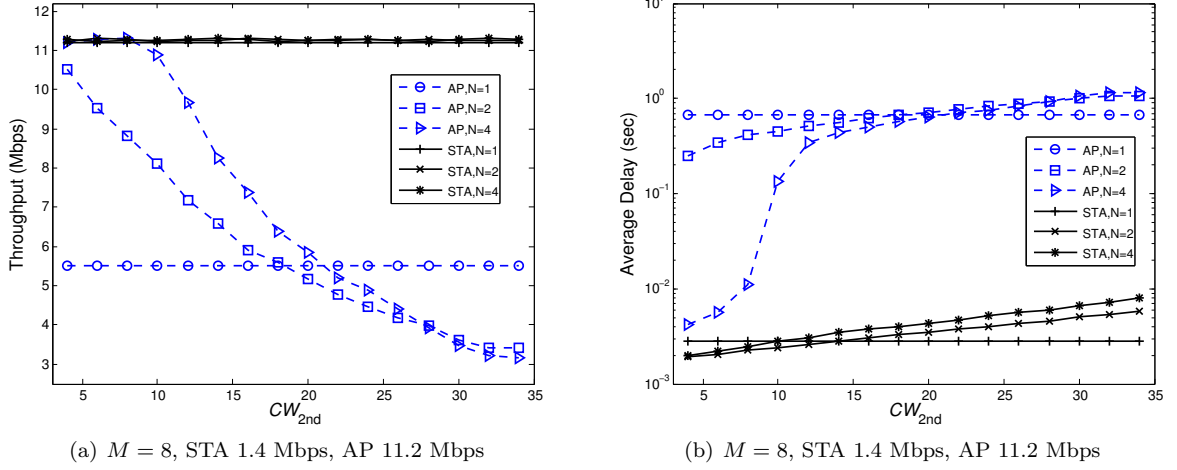 12
11
10
9
8
7
6
5
4
3
5
10
15
20
25
30
35
Throughput (Mbps)
CW2nd
AP,N=1
AP,N=2
AP,N=4
STA,N=1
STA,N=2
STA,N=4
(a) M = 8, STA 1.4 Mbps, AP 11.2 Mbps
10^1
10^0
10^−1
10^−2
10^−3
5
10
15
20
25
30
35
Average Delay (sec)
CW2nd
AP,N=1
AP,N=2
AP,N=4
STA,N=1
STA,N=2
STA,N=4
(b) M = 8, STA 1.4 Mbps, AP 11.2 Mbps